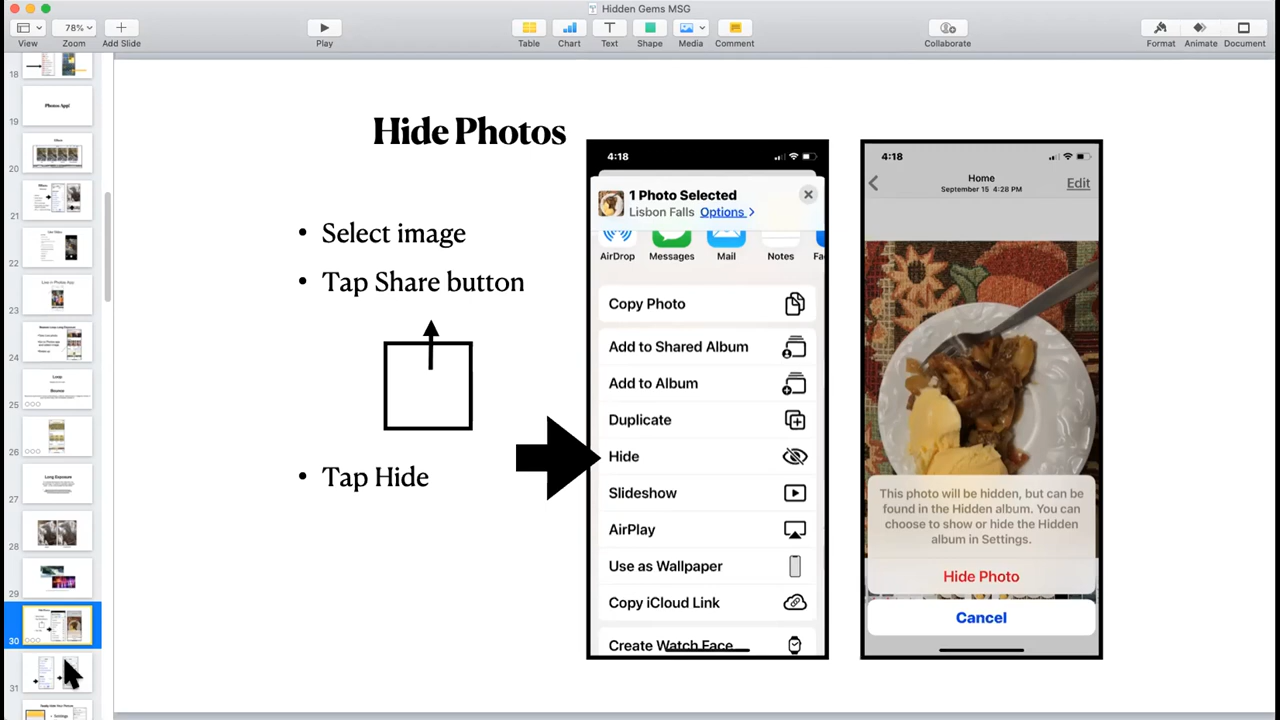 Hidden Gems MSG
78%
View Zoom Add Slide Play Table Chart Text Shape Media Comment Collaborate Format Animate Document
18
19
Photos App!
20
21
22
23
24
25
Loop
Bounce
26
27
Long Exposure
28
29
30
31
Hide Photos
• Select image
• Tap Share button
• Tap Hide
4:18
1 Photo Selected
Lisbon Falls Options >
AirDrop Messages Mail Notes Fa
Copy Photo
Add to Shared Album
Add to Album
Duplicate
Hide
Slideshow
AirPlay
Use as Wallpaper
Copy iCloud Link
Create Watch Face
4:18
Home
September 15 4:28 PM
Edit
This photo will be hidden, but can be
found in the Hidden album. You can
choose to show or hide the Hidden
album in Settings.
Hide Photo
Cancel